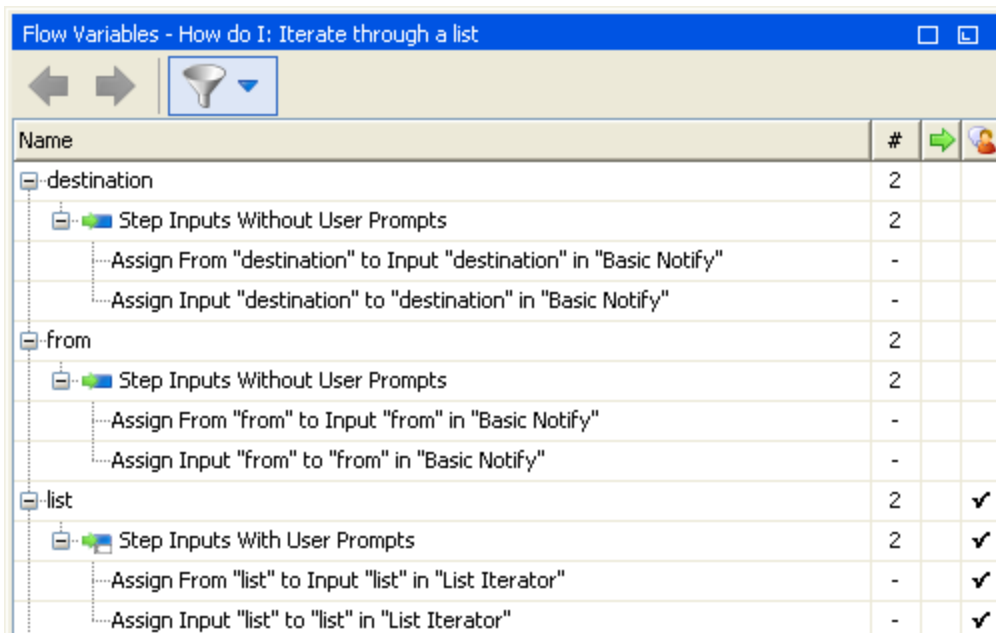 Flow Variables - How do I: Iterate through a list
Name #
destination 2
Step Inputs Without User Prompts 2
Assign From "destination" to Input "destination" in "Basic Notify" -
Assign Input "destination" to "destination" in "Basic Notify" -
from 2
Step Inputs Without User Prompts 2
Assign From "from" to Input "from" in "Basic Notify" -
Assign Input "from" to "from" in "Basic Notify" -
list 2 ✔
Step Inputs With User Prompts 2 ✔
Assign From "list" to Input "list" in "List Iterator" - ✔
Assign Input "list" to "list" in "List Iterator" - ✔